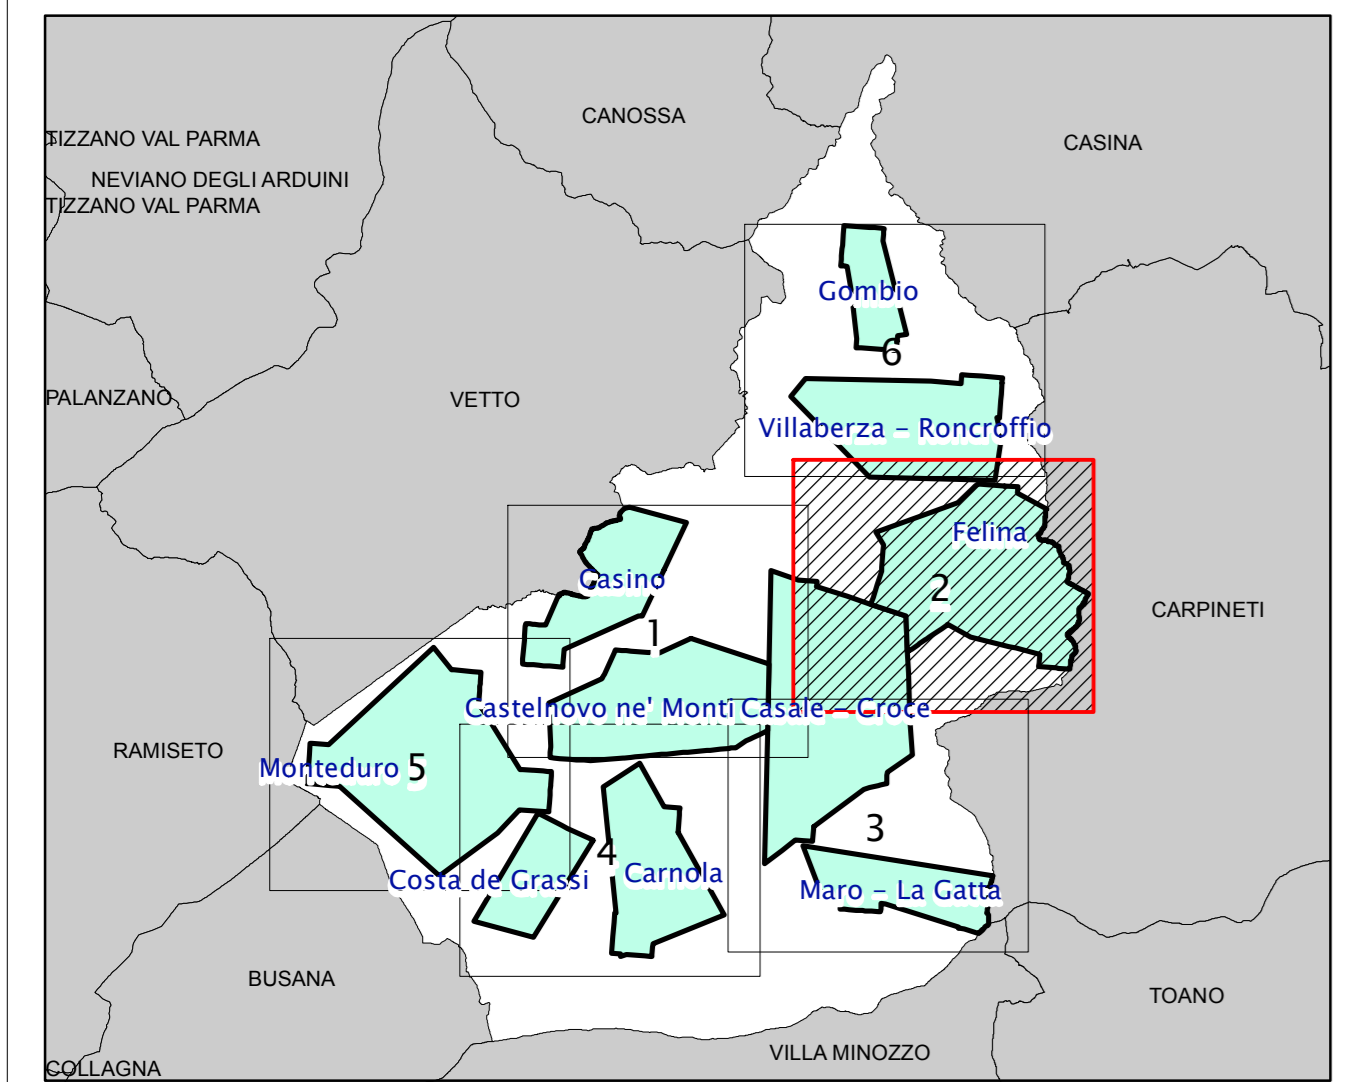 CANOSSA
TIZZANO VAL PARMA
CASINA
NEVIANO DEGLI ARDUINI
TIZZANO VAL PARMA
Gombio
6
PALANZANO
VETTO
Villaberza - Roncroffio
Felina
Casino
2
CARPINETI
1
Castelnovo ne' Monti
Casale - Croce
RAMISETO
Monteduro
5
3
4
Costa de Grassi
Carnola
Maro - La Gatta
BUSANA
TOANO
VILLA MINOZZO
COLLAGNA